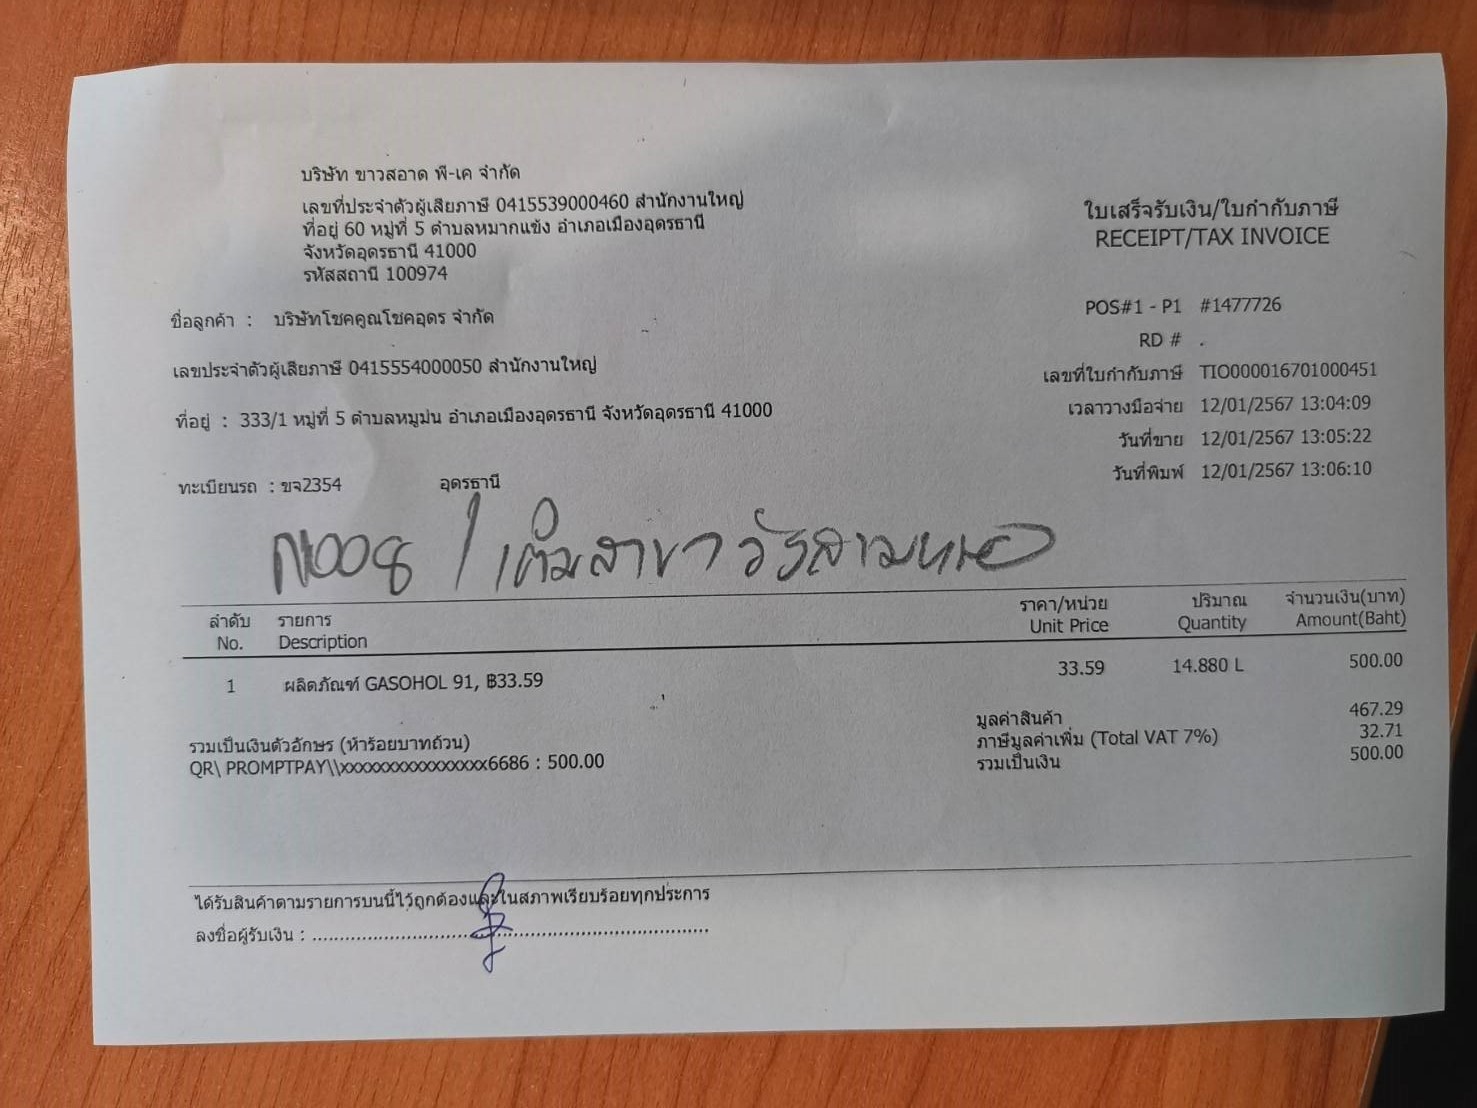 บริษัท ขาวสอาด พี-เค จำกัด
เลขที่ประจำตัวผู้เสียภาษี 0415539000460 สำนักงานใหญ่
ที่อยู่ 60 หมู่ที่ 5 ตำบลหมากแข้ง อำเภอเมืองอุดรธานี
จังหวัดอุดรธานี 41000
รหัสสถานี 100974
ใบเสร็จรับเงิน/ใบกำกับภาษี
RECEIPT/TAX INVOICE
ชื่อลูกค้า : บริษัทโชคคูณโชคอุดร จำกัด
เลขประจำตัวผู้เสียภาษี 0415554000050 สำนักงานใหญ่
ที่อยู่ : 333/1 หมู่ที่ 5 ตำบลหมูม่น อำเภอเมืองอุดรธานี จังหวัดอุดรธานี 41000
ทะเบียนรถ : ขจ2354 อุดรธานี
POS#1 - P1 #1477726
RD # .
เลขที่ใบกำกับภาษี TIO000016701000451
เวลาวางมือจ่าย 12/01/2567 13:04:09
วันที่ขาย 12/01/2567 13:05:22
วันที่พิมพ์ 12/01/2567 13:06:10
/ เติมสาขา วังสามหมอ
ลำดับ รายการ ราคา/หน่วย ปริมาณ จำนวนเงิน(บาท)
No. Description Unit Price Quantity Amount(Baht)
1 ผลิตภัณฑ์ GASOHOL 91, ฿33.59 33.59 14.880 L 500.00
มูลค่าสินค้า 467.29
ภาษีมูลค่าเพิ่ม (Total VAT 7%) 32.71
รวมเป็นเงิน 500.00
รวมเป็นเงินตัวอักษร (ห้าร้อยบาทถ้วน)
QR\ PROMPTPAY\\xxxxxxxxxxxxxxxx6686 : 500.00
ได้รับสินค้าตามรายการบนนี้ไว้ถูกต้องและในสภาพเรียบร้อยทุกประการ
ลงชื่อผู้รับเงิน :